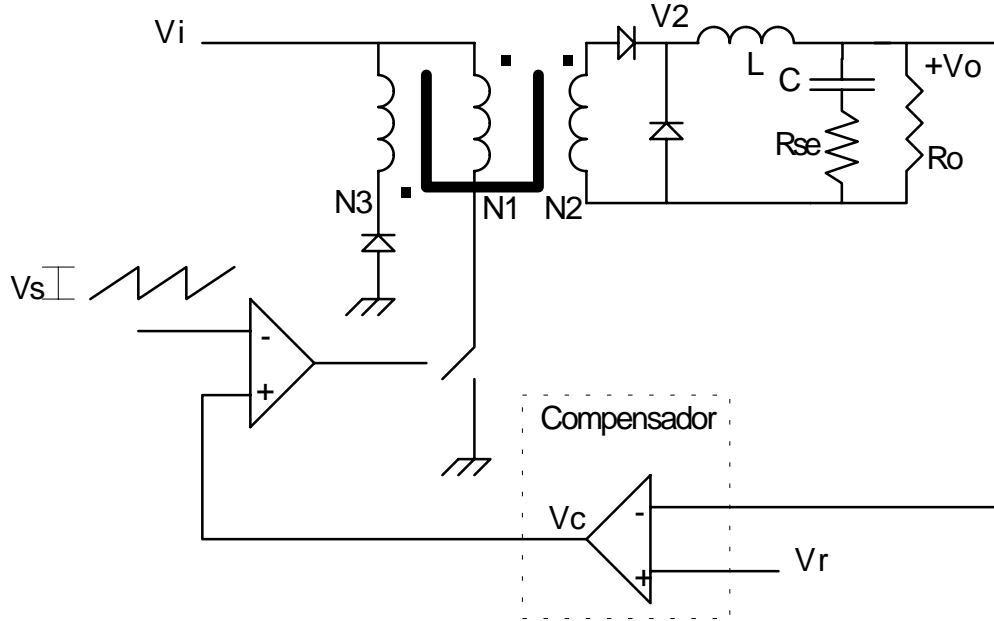 Vi
V2
L
C
+Vo
Rse
Ro
N3
N1
N2
Vs
-
+
Compensador
Vc
-
+
Vr